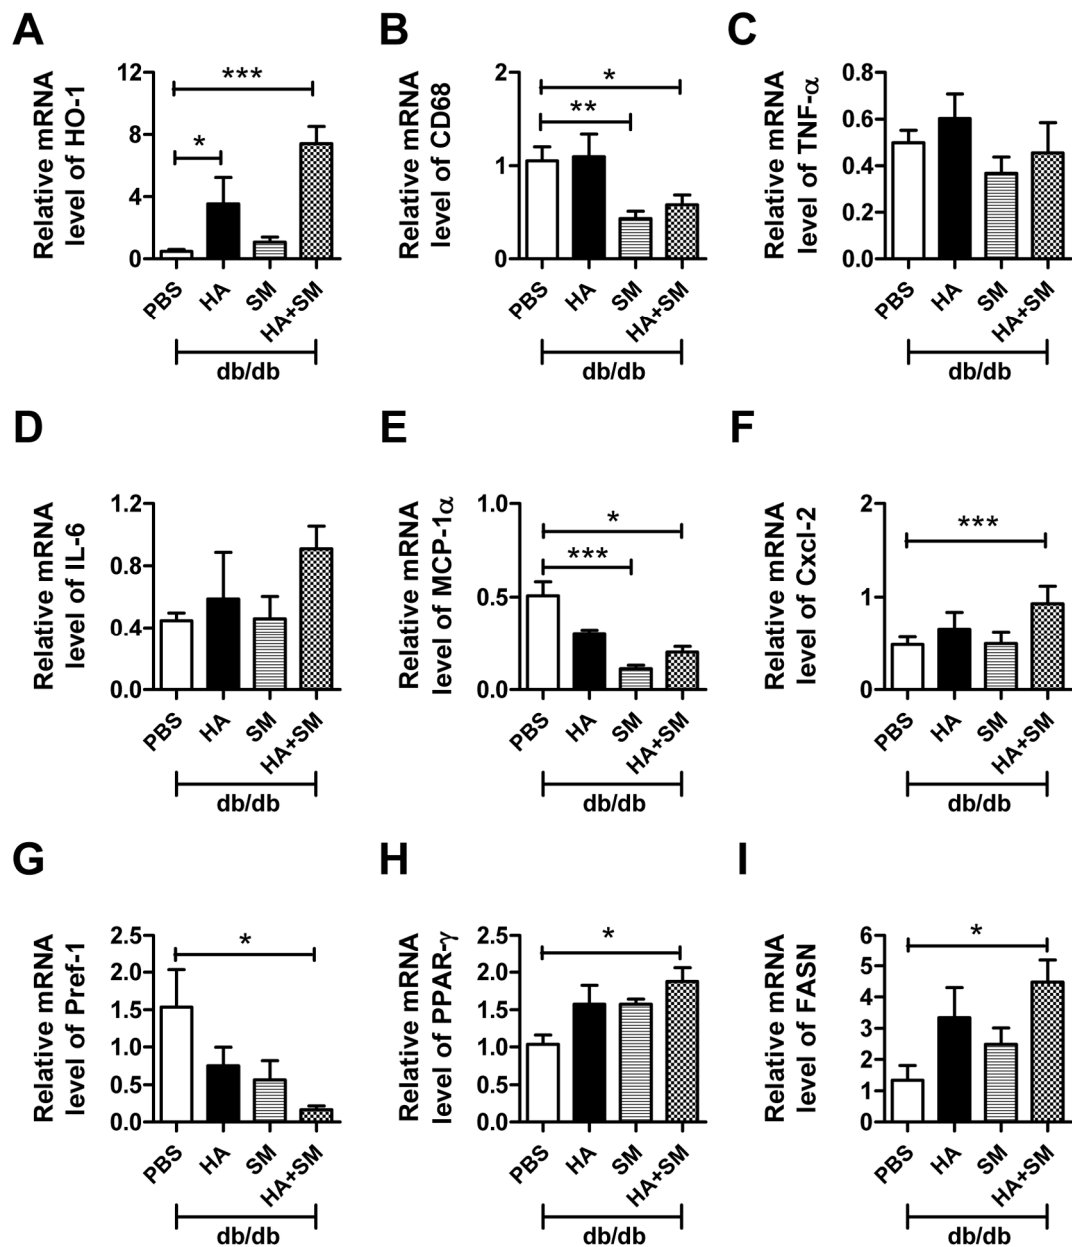 A
Relative mRNA
level of HO-1
12
8
4
0
***
*
PBS
HA
SM
HA+SM
db/db
B
Relative mRNA
level of CD68
2
1
0
*
**
PBS
HA
SM
HA+SM
db/db
C
Relative mRNA
level of TNF-α
0.8
0.6
0.4
0.2
0.0
PBS
HA
SM
HA+SM
db/db
D
Relative mRNA
level of IL-6
1.2
0.8
0.4
0.0
PBS
HA
SM
HA+SM
db/db
E
Relative mRNA
level of MCP-1α
1.0
0.5
0.0
*
***
PBS
HA
SM
HA+SM
db/db
F
Relative mRNA
level of Cxcl-2
2
1
0
***
PBS
HA
SM
HA+SM
db/db
G
Relative mRNA
level of Pref-1
2.5
2.0
1.5
1.0
0.5
0.0
*
PBS
HA
SM
HA+SM
db/db
H
Relative mRNA
level of PPAR-γ
2.5
2.0
1.5
1.0
0.5
0.0
*
PBS
HA
SM
HA+SM
db/db
I
Relative mRNA
level of FASN
6
5
4
3
2
1
0
*
PBS
HA
SM
HA+SM
db/db